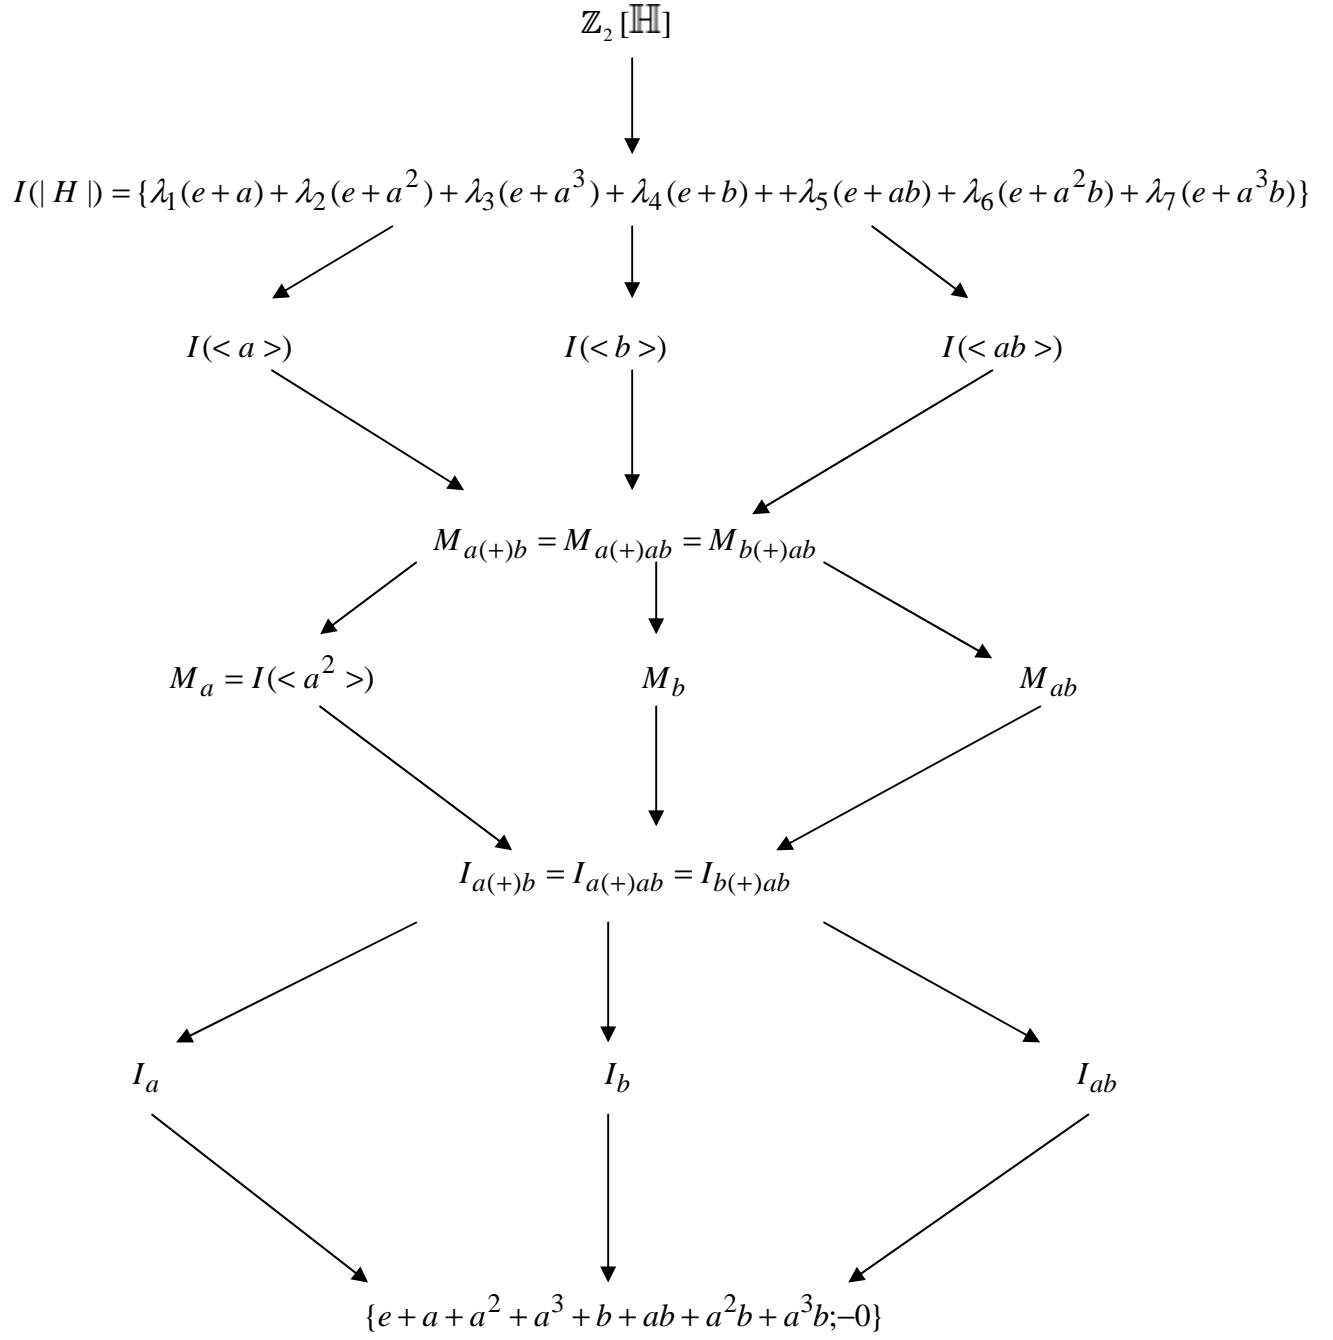 ℤ₂[ℍ]
I(| H |) = {λ₁(e + a) + λ₂(e + a²) + λ₃(e + a³) + λ₄(e + b) + +λ₅(e + ab) + λ₆(e + a²b) + λ₇(e + a³b)}
I(< a >) I(< b >) I(< ab >)
M_{a(+)b} = M_{a(+)ab} = M_{b(+)ab}
M_a = I(< a² >) M_b M_{ab}
I_{a(+)b} = I_{a(+)ab} = I_{b(+)ab}
I_a I_b I_{ab}
{e + a + a² + a³ + b + ab + a²b + a³b;−0}